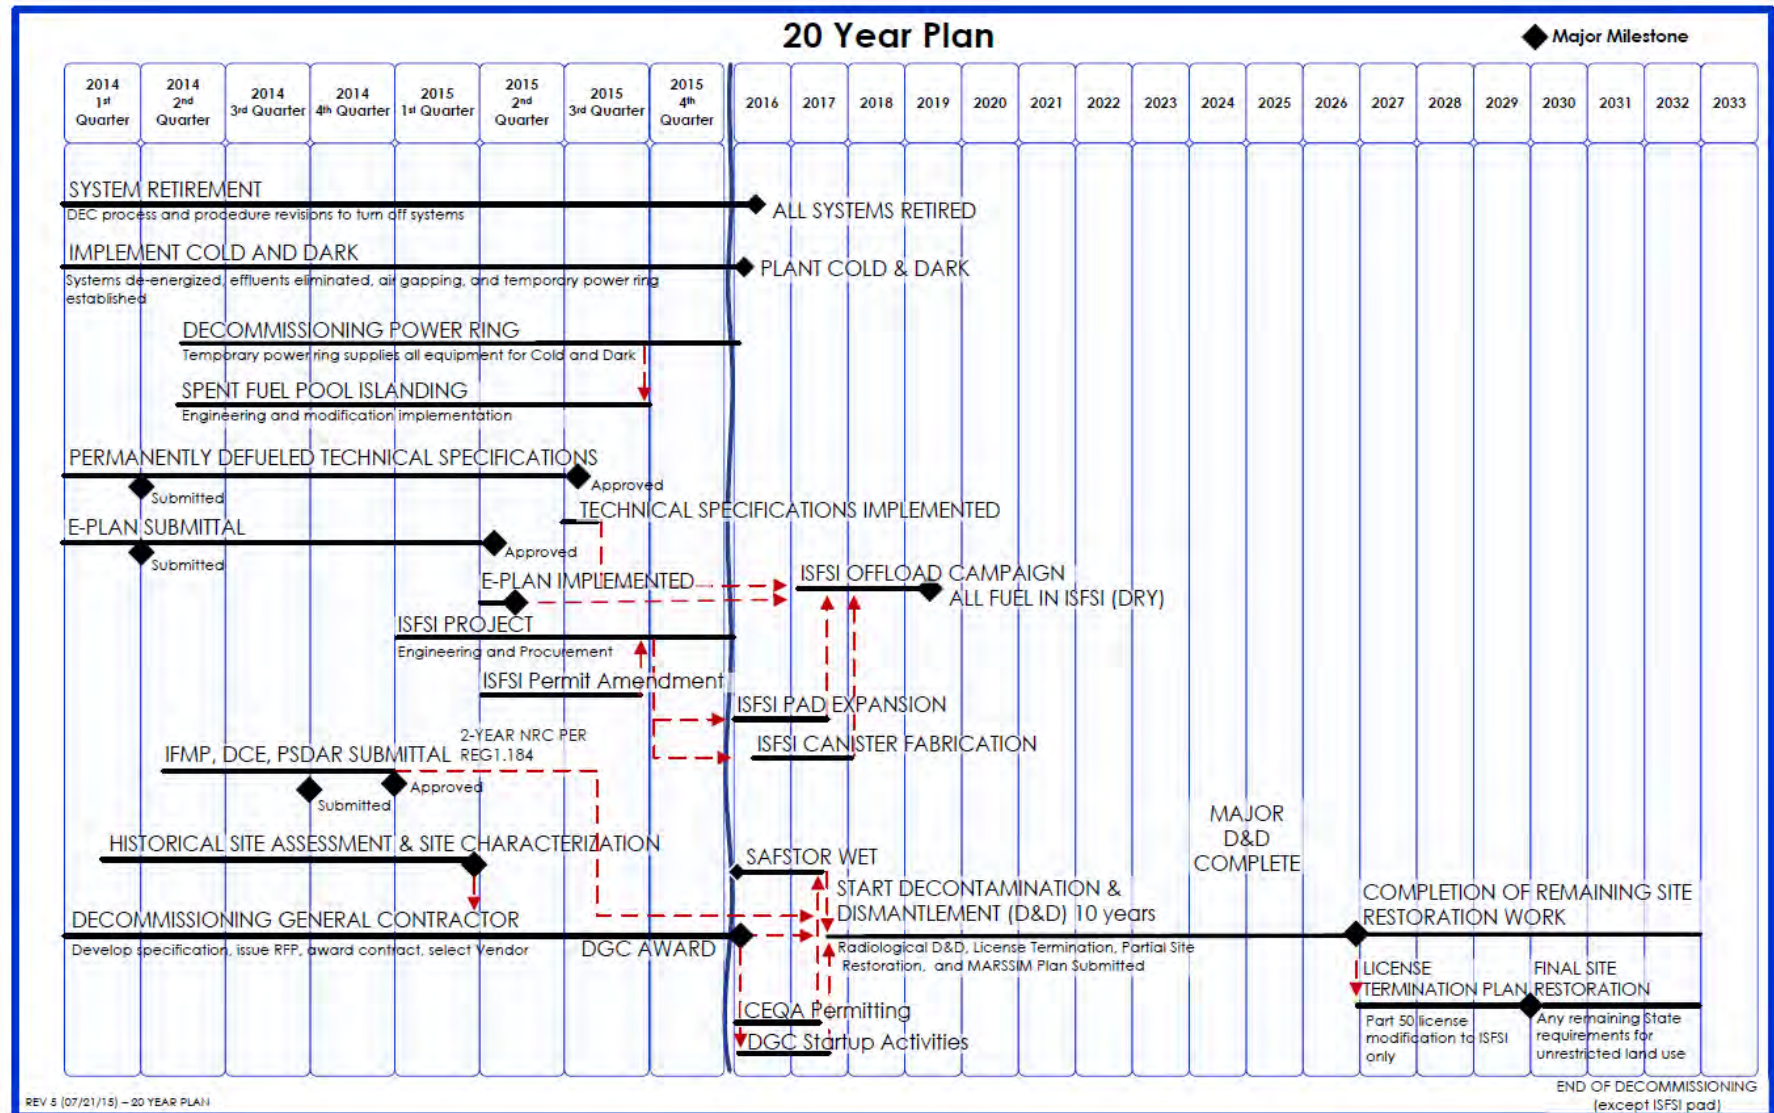 20 Year Plan
Major Milestone
2014
1st
Quarter
2014
2nd
Quarter
2014
3rd Quarter
2014
4th Quarter
2015
1st Quarter
2015
2nd
Quarter
2015
3rd Quarter
2015
4th
Quarter
2016
2017
2018
2019
2020
2021
2022
2023
2024
2025
2026
2027
2028
2029
2030
2031
2032
2033
SYSTEM RETIREMENT
DEC process and procedure revisions to turn off systems
ALL SYSTEMS RETIRED
IMPLEMENT COLD AND DARK
PLANT COLD & DARK
Systems de-energized, effluents eliminated, air gapping, and temporary power ring
established
DECOMMISSIONING POWER RING
Temporary power ring supplies all equipment for Cold and Dark
SPENT FUEL POOL ISLANDING
Engineering and modification implementation
PERMANENTLY DEFUELED TECHNICAL SPECIFICATIONS
Submitted
Approved
TECHNICAL SPECIFICATIONS IMPLEMENTED
E-PLAN SUBMITTAL
Submitted
Approved
E-PLAN IMPLEMENTED
ISFSI OFFLOAD CAMPAIGN
ALL FUEL IN ISFSI (DRY)
ISFSI PROJECT
Engineering and Procurement
ISFSI Permit Amendment
ISFSI PAD EXPANSION
ISFSI CANISTER FABRICATION
2-YEAR NRC PER
REG1.184
IFMP, DCE, PSDAR SUBMITTAL
Submitted
Approved
MAJOR
D&D
COMPLETE
HISTORICAL SITE ASSESSMENT & SITE CHARACTERIZATION
SAFSTOR WET
START DECONTAMINATION &
DISMANTLEMENT (D&D) 10 years
Radiological D&D, License Termination, Partial Site
Restoration, and MARSSIM Plan Submitted
COMPLETION OF REMAINING SITE
RESTORATION WORK
DECOMMISSIONING GENERAL CONTRACTOR
Develop specification, issue RFP, award contract, select Vendor
DGC AWARD
LICENSE
TERMINATION PLAN
Part 50 license
modification to ISFSI
only
FINAL SITE
RESTORATION
Any remaining State
requirements for
unrestricted land use
CEQA Permitting
DGC Startup Activities
REV 5 (07/21/15) – 20 YEAR PLAN
END OF DECOMMISSIONING
(except ISFSI pad)